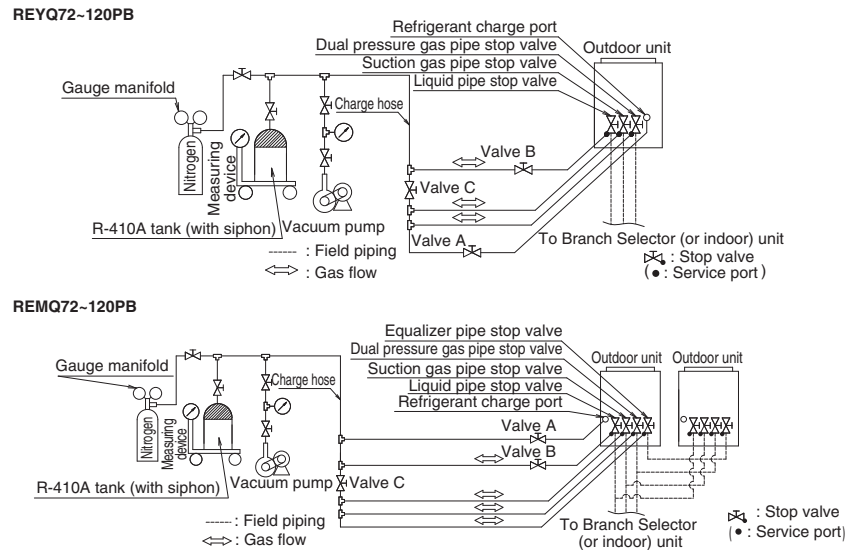 REYQ72~120PB
Refrigerant charge port
Dual pressure gas pipe stop valve
Suction gas pipe stop valve
Liquid pipe stop valve
Outdoor unit
Gauge manifold
Charge hose
Nitrogen
Measuring
device
Valve B
Valve C
R-410A tank (with siphon)
Vacuum pump
Valve A
To Branch Selector (or indoor) unit
: Field piping
: Gas flow
: Stop valve
( : Service port)
REMQ72~120PB
Equalizer pipe stop valve
Dual pressure gas pipe stop valve
Suction gas pipe stop valve
Liquid pipe stop valve
Refrigerant charge port
Outdoor unit
Outdoor unit
Gauge manifold
Charge hose
Nitrogen
Measuring
device
Valve A
Valve B
R-410A tank (with siphon)
Vacuum pump
Valve C
: Field piping
: Gas flow
To Branch Selector
(or indoor) unit
: Stop valve
( : Service port)